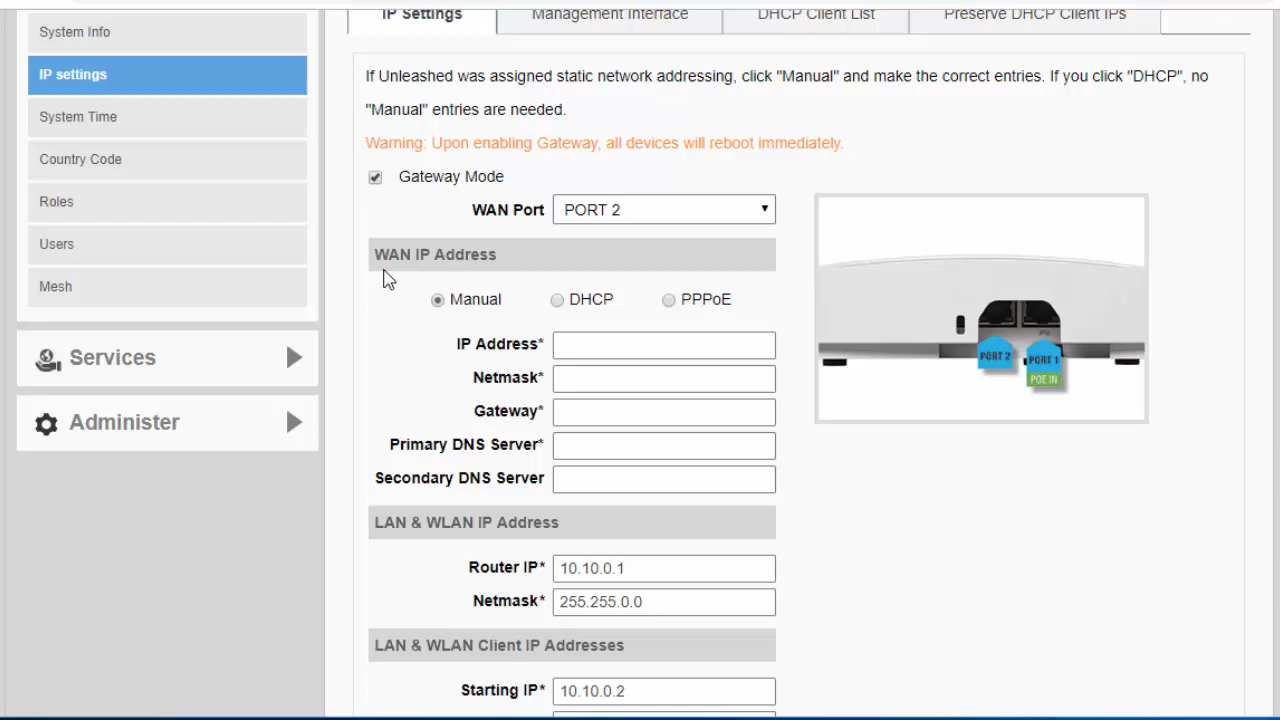 IP Settings
Management Interface
DHCP Client List
Preserve DHCP Client IPs
System Info
IP settings
System Time
Country Code
Roles
Users
Mesh
Services
Administer
If Unleashed was assigned static network addressing, click "Manual" and make the correct entries. If you click "DHCP", no
"Manual" entries are needed.
Warning: Upon enabling Gateway, all devices will reboot immediately.
Gateway Mode
WAN Port PORT 2
WAN IP Address
Manual DHCP PPPoE
IP Address*
Netmask*
Gateway*
Primary DNS Server*
Secondary DNS Server
LAN & WLAN IP Address
Router IP* 10.10.0.1
Netmask* 255.255.0.0
LAN & WLAN Client IP Addresses
Starting IP* 10.10.0.2
PORT 2
PORT 1
POE IN